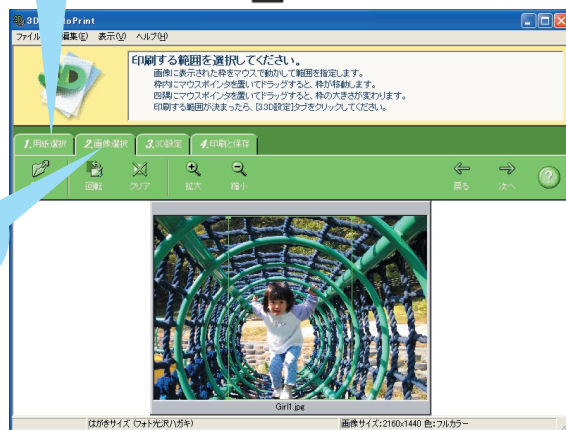 3D PhotoPrint
ファイル 編集(E) 表示(V) ヘルプ(H)
印刷する範囲を選択してください。
画像に表示された枠をマウスで動かして範囲を指定します。
枠内にマウスポインタを置いてドラッグすると、枠が移動します。
四隅にマウスポインタを置いてドラッグすると、枠の大きさが変わります。
印刷する範囲が決まったら、[3.3D設定]タブをクリックしてください。
1.用紙選択 2.画像選択 3.3D設定 4.印刷と保存
回転 クリア 拡大 縮小 戻る 次へ ?
Girl1.jpg
はがきサイズ (フォト光沢ハガキ) 画像サイズ:2160x1440 色:フルカラー